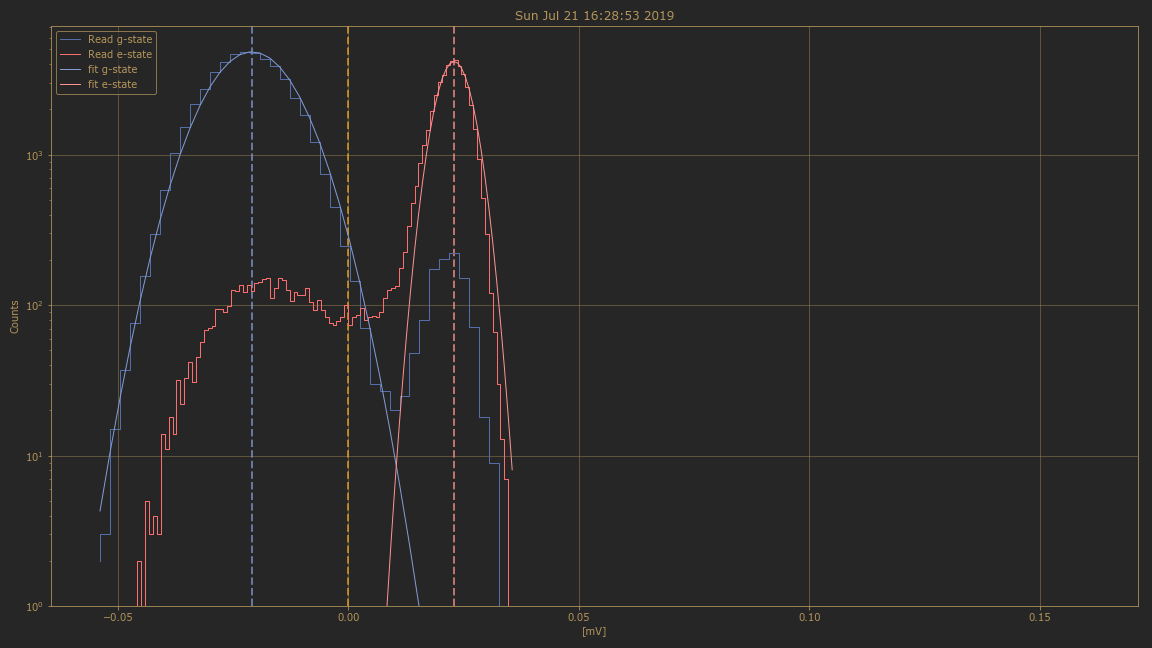 Sun Jul 21 16:28:53 2019
Read g-state
Read e-state
fit g-state
fit e-state
Counts
10³
10²
10¹
10⁰
−0.05
0.00
0.05
0.10
0.15
[mV]